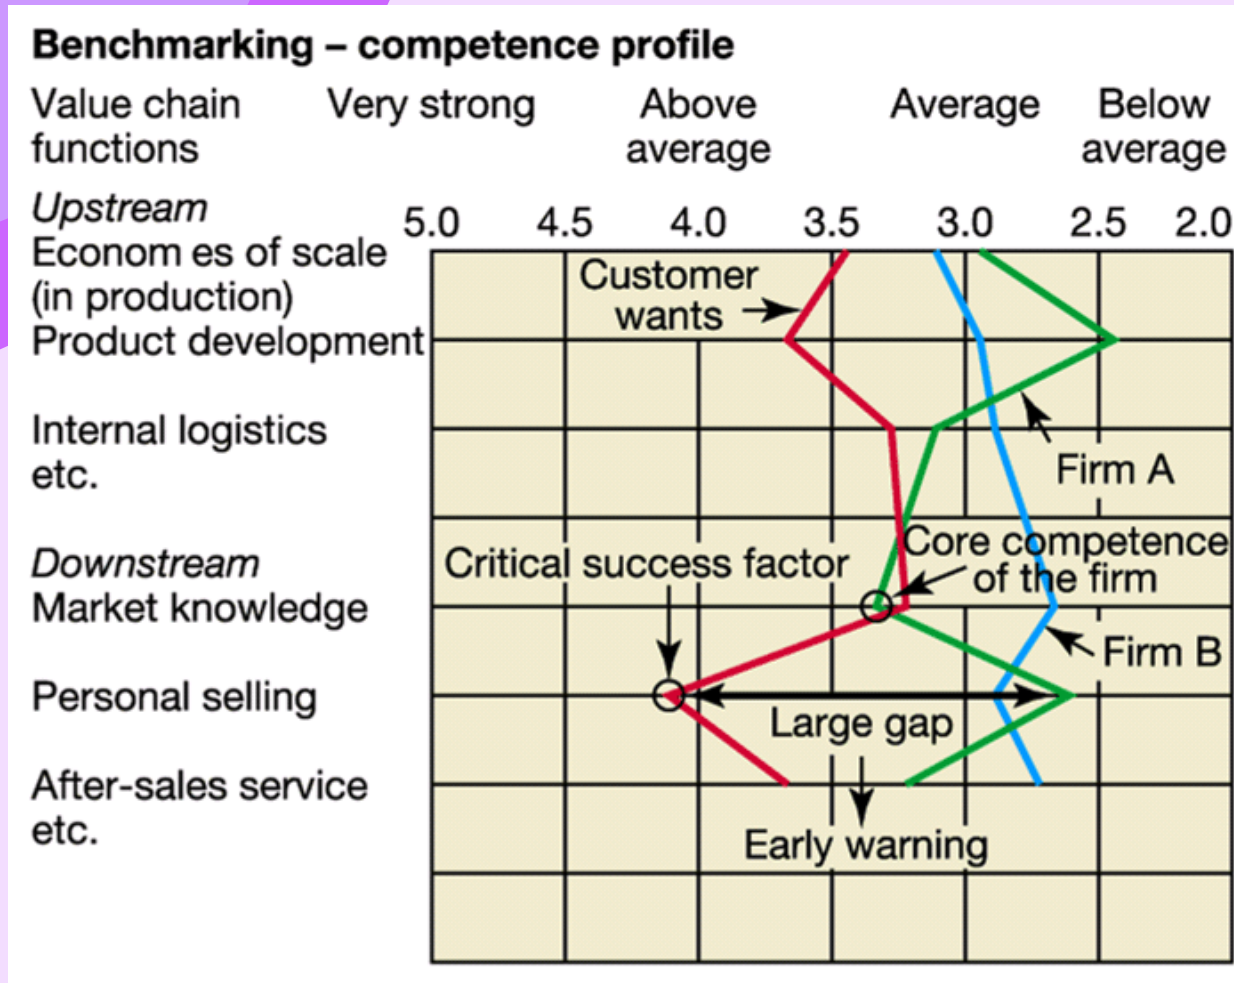 Benchmarking – competence profile
Value chain functions
Very strong
Above average
Average
Below average
Upstream
5.0 4.5 4.0 3.5 3.0 2.5 2.0
Econom es of scale
(in production)
Product development
Internal logistics
etc.
Downstream
Market knowledge
Personal selling
After-sales service
etc.
Customer
wants
Firm A
Critical success factor
Core competence
of the firm
Firm B
Large gap
Early warning